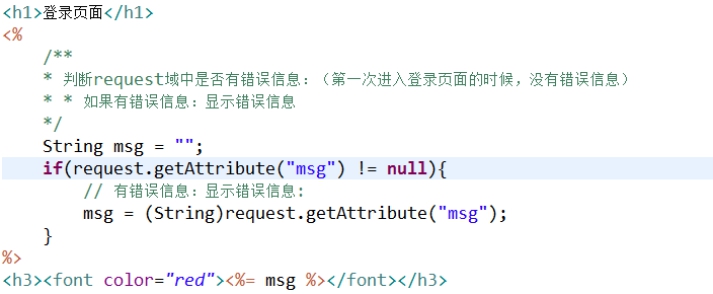 <h1>登录页面</h1>
<%
/**
* 判断request域中是否有错误信息：（第一次进入登录页面的时候，没有错误信息）
* * 如果有错误信息：显示错误信息
*/
String msg = "";
if(request.getAttribute("msg") != null){
// 有错误信息：显示错误信息:
msg = (String)request.getAttribute("msg");
}
%>
<h3><font color="red"><%= msg %></font></h3>